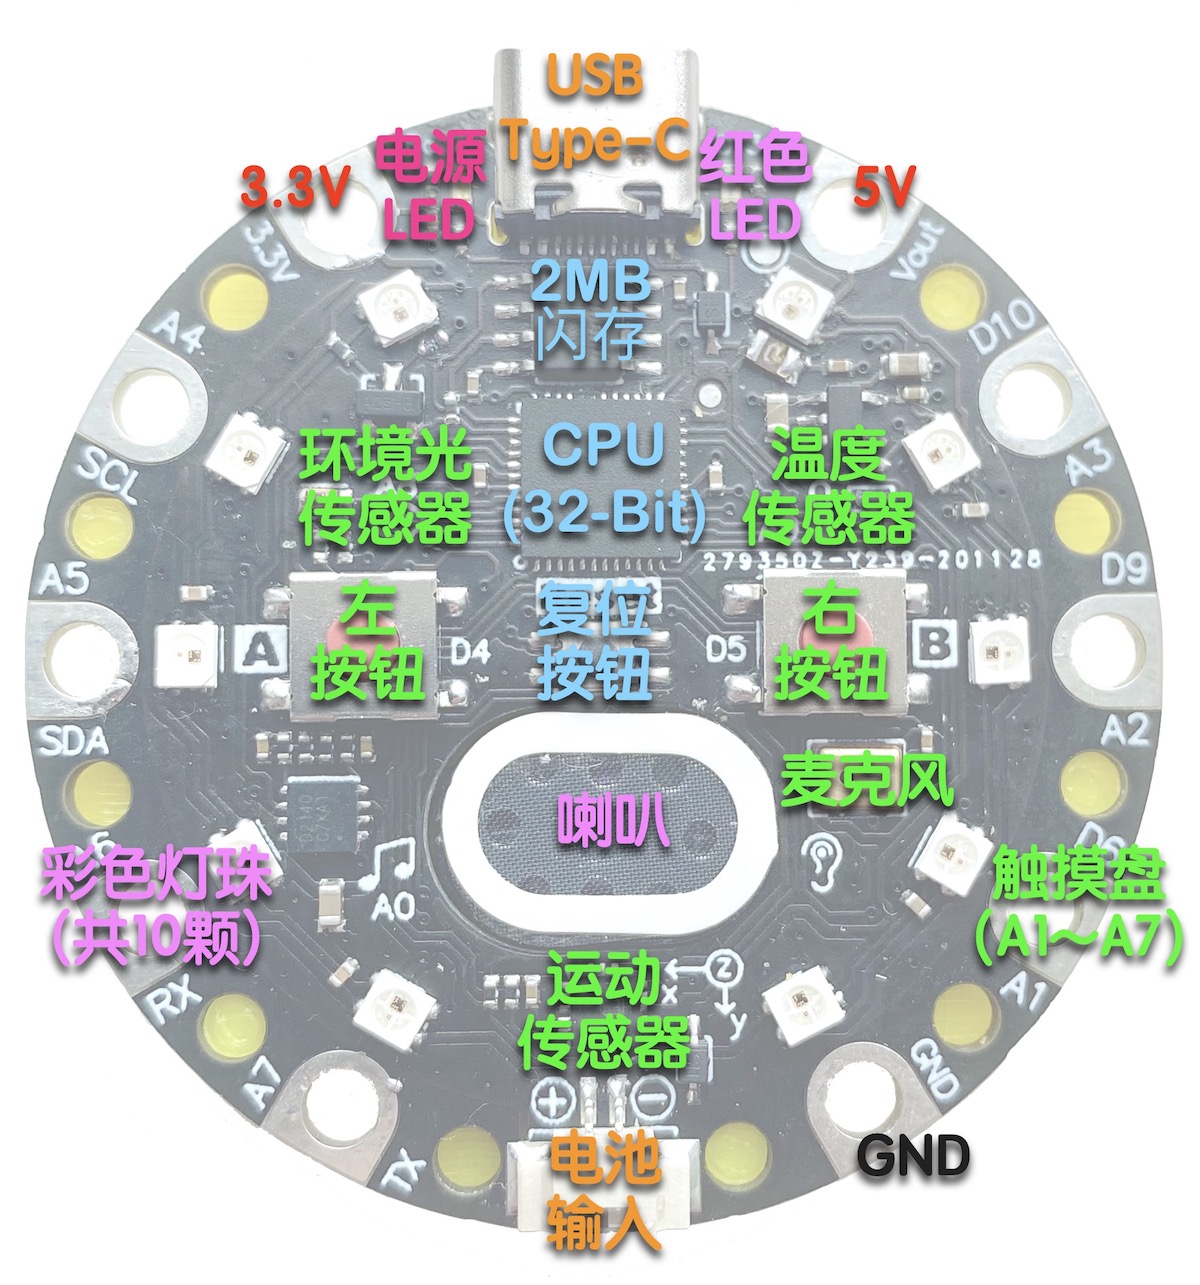 USB
Type-C
电源
LED
红色
LED
3.3V
5V
3.3V
Vout
2MB
闪存
A4
D10
CPU
(32-Bit)
环境光
传感器
温度
传感器
SCL
A3
279350Z-Y239-201128
A5
D9
左
按钮
复位
按钮
右
按钮
A
D4
D5
B
SDA
A2
麦克风
喇叭
6
D6
彩色灯珠
(共10颗)
触摸盘
(A1~A7)
A0
运动
传感器
z
x
y
RX
A1
A7
GND
+
-
电池
输入
TX
GND